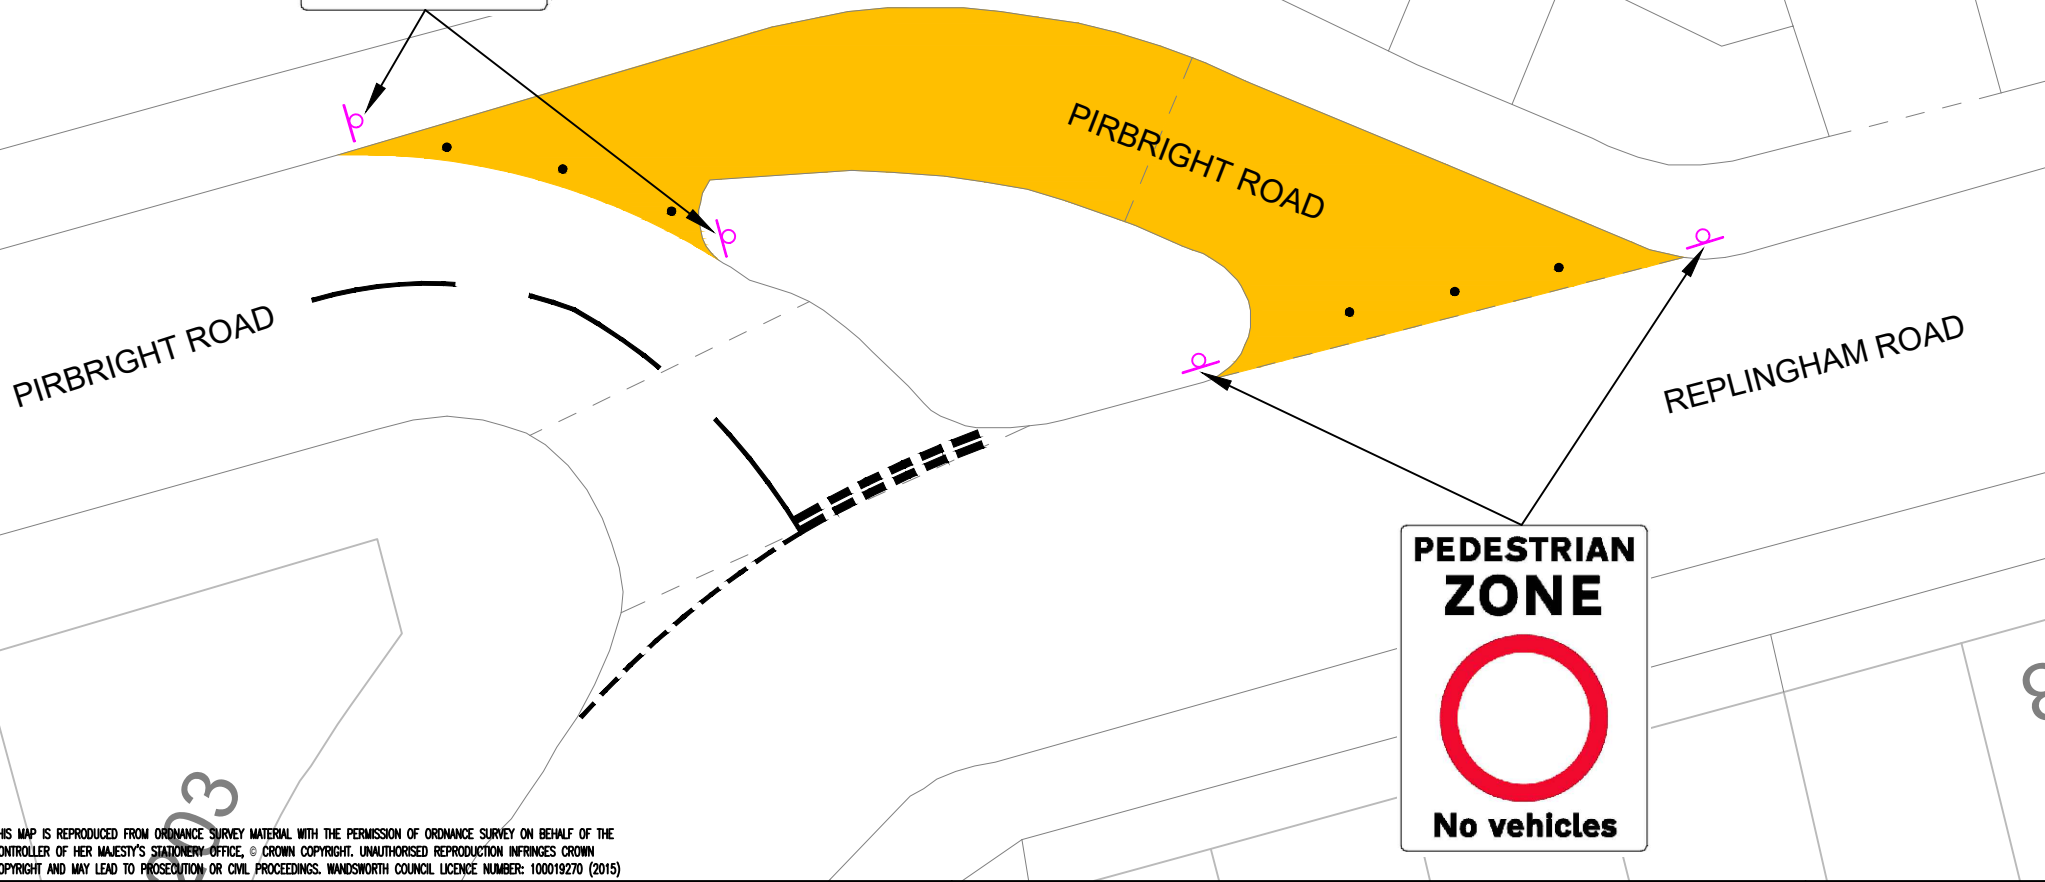 PIRBRIGHT ROAD
PIRBRIGHT ROAD
REPLINGHAM ROAD
PEDESTRIAN
ZONE
No vehicles
8
203
HIS MAP IS REPRODUCED FROM ORDNANCE SURVEY MATERIAL WITH THE PERMISSION OF ORDNANCE SURVEY ON BEHALF OF THE
ONTROLLER OF HER MAJESTY'S STATIONERY OFFICE, © CROWN COPYRIGHT. UNAUTHORISED REPRODUCTION INFRINGES CROWN
OPYRIGHT AND MAY LEAD TO PROSECUTION OR CIVIL PROCEEDINGS. WANDSWORTH COUNCIL LICENCE NUMBER: 100019270 (2015)